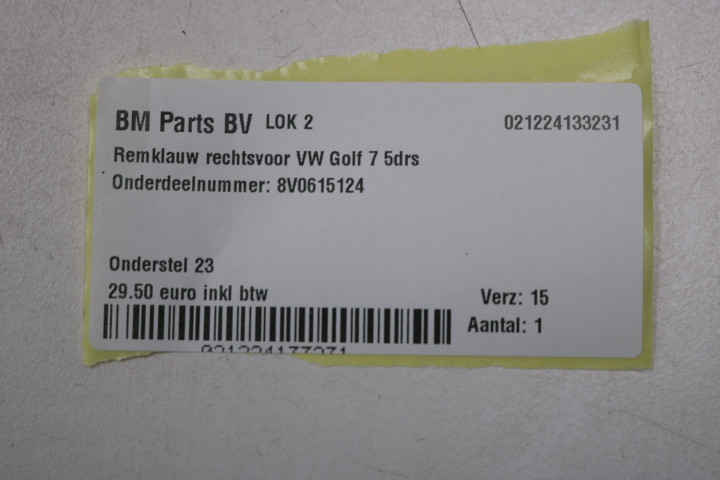 BM Parts BV LOK 2 021224133231
Remklauw rechtsvoor VW Golf 7 5drs
Onderdeelnummer: 8V0615124
Onderstel 23
29.50 euro inkl btw Verz: 15
Aantal: 1